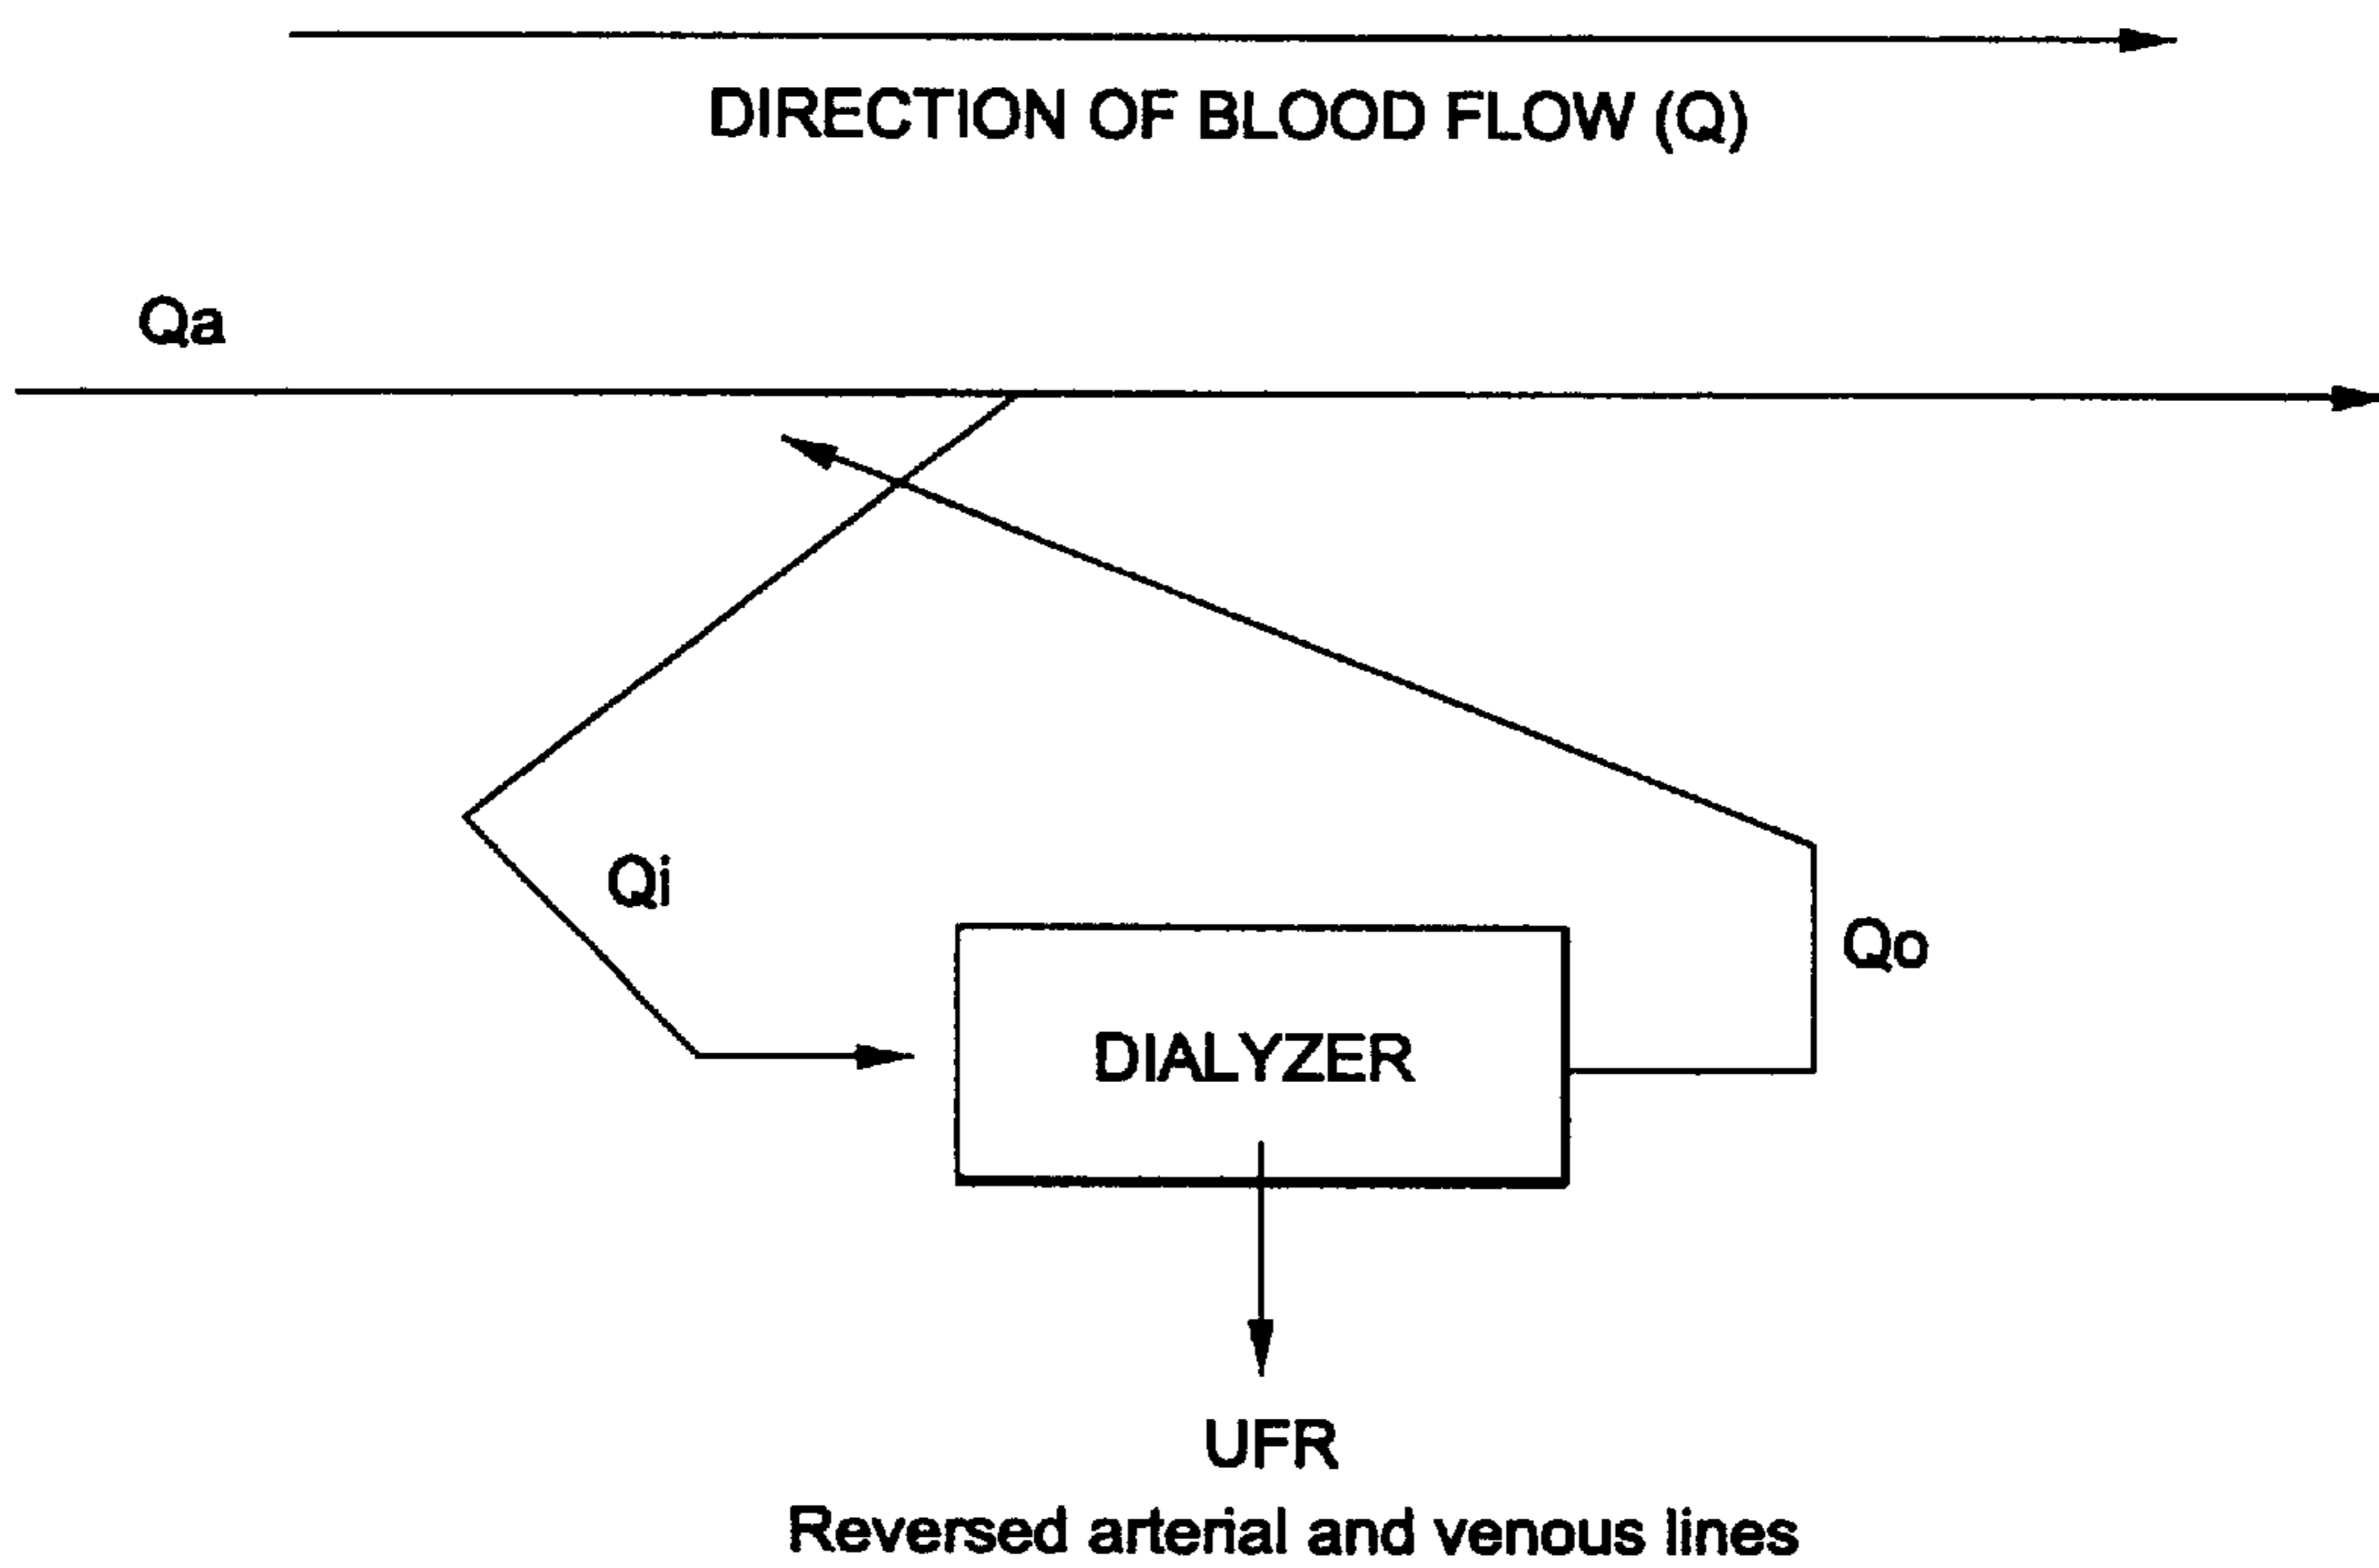 DIRECTION OF BLOOD FLOW (Q)
Qa
Qi
Qo
DIALYZER
UFR
Reversed arterial and venous lines